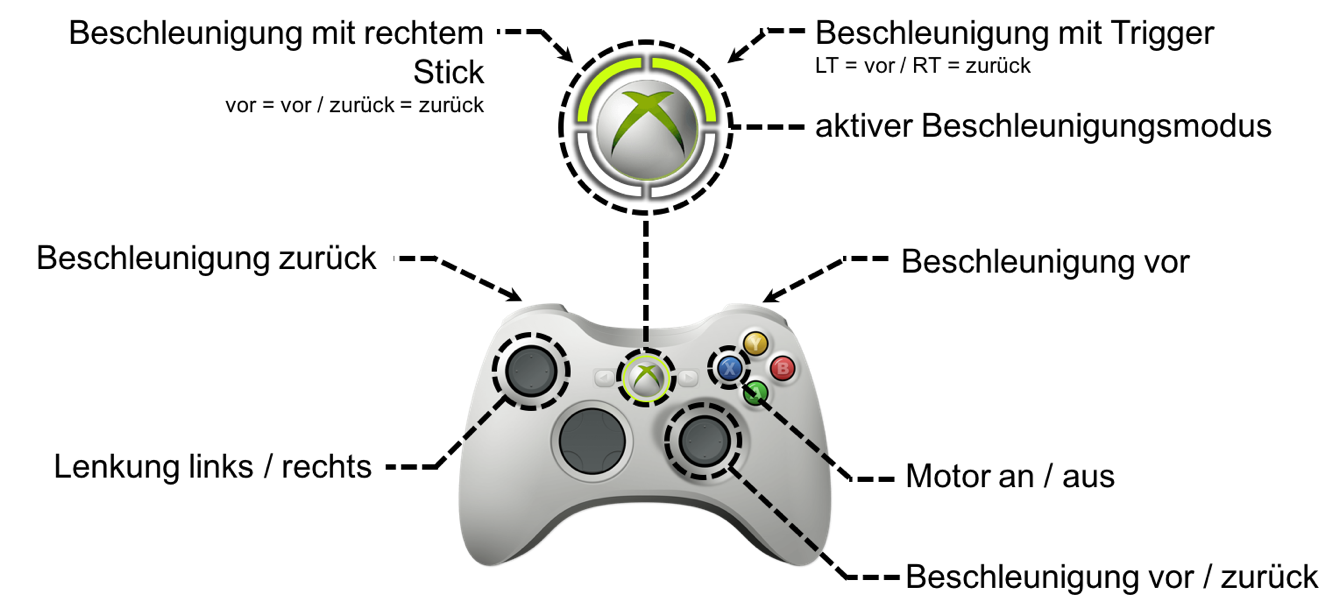 Beschleunigung mit rechtem
Stick
vor = vor / zurück = zurück
Beschleunigung mit Trigger
LT = vor / RT = zurück
aktiver Beschleunigungsmodus
Beschleunigung zurück
Beschleunigung vor
Y
X
B
A
Lenkung links / rechts
Motor an / aus
Beschleunigung vor / zurück